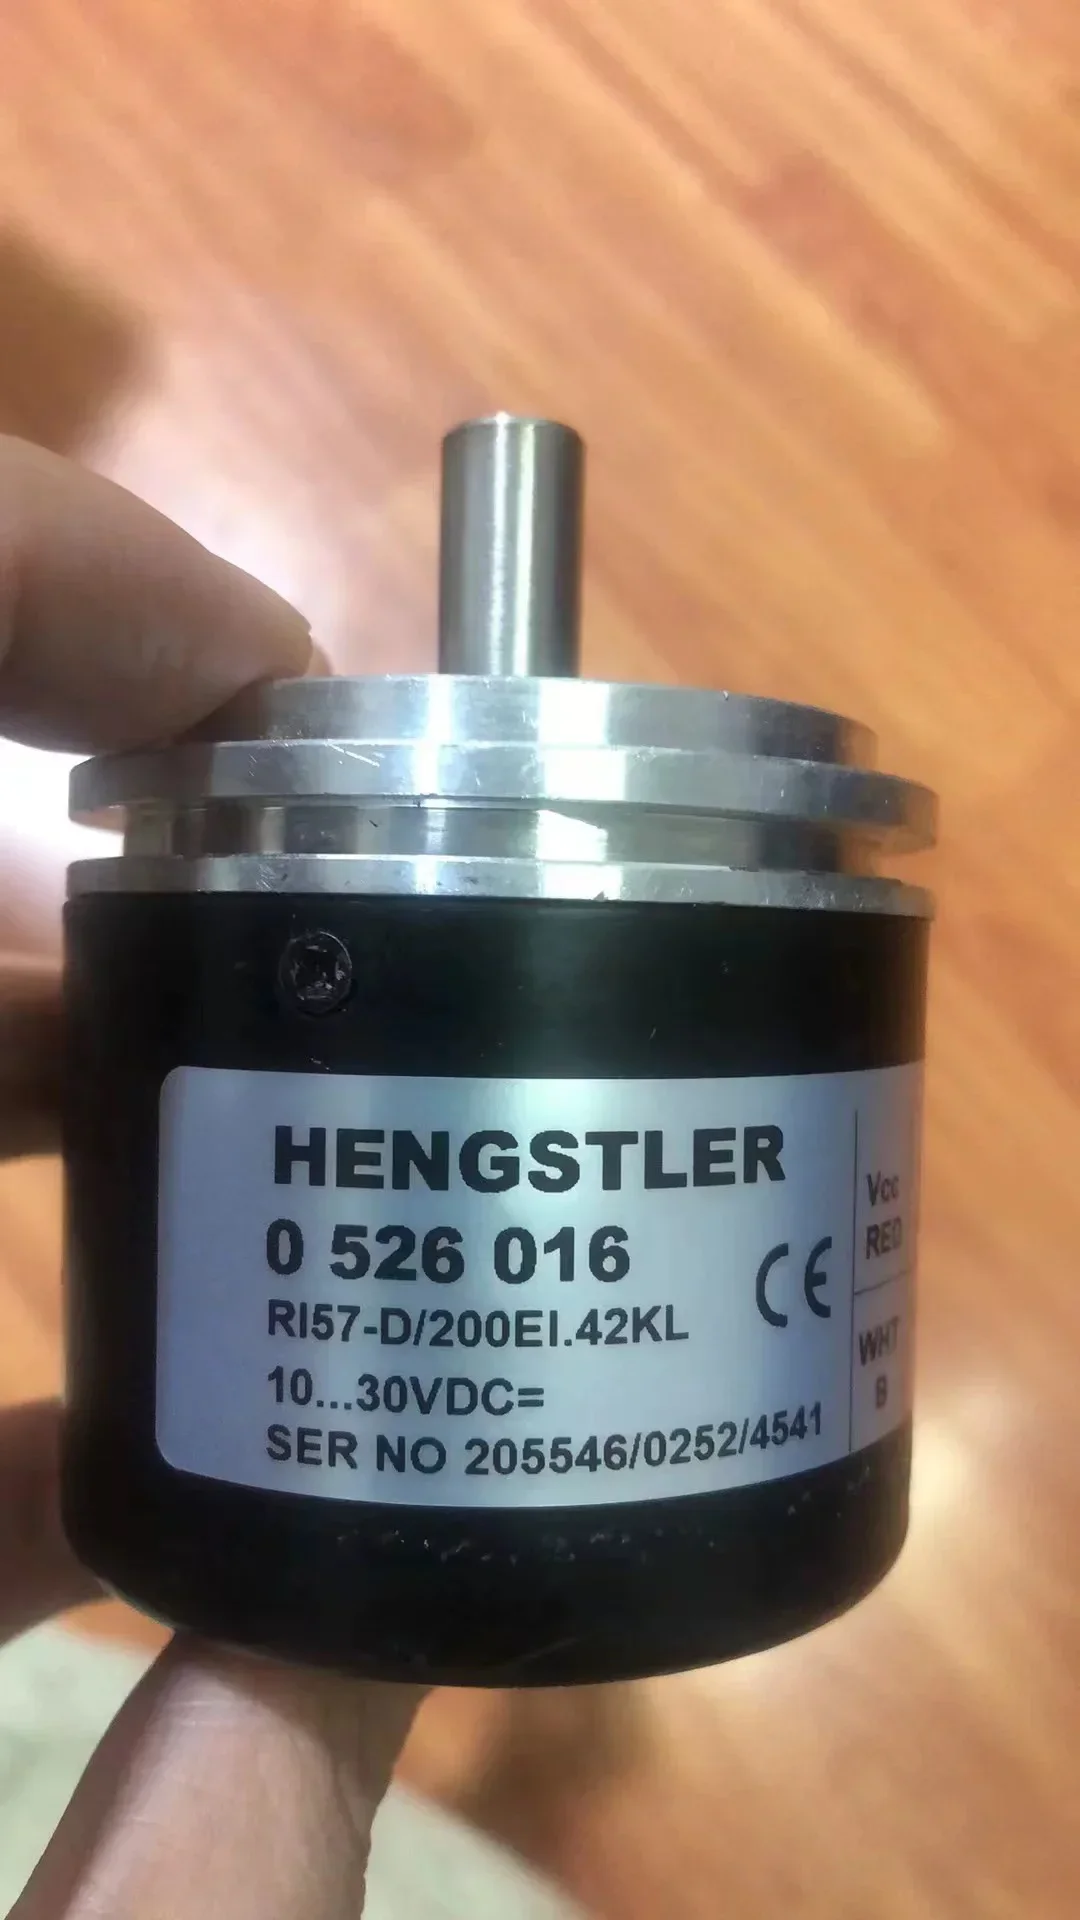 HENGSTLER
0 526 016
CE
RI57-D/200EI.42KL
10...30VDC=
SER NO 205546/0252/4541
Vcc
RED
WHT
B